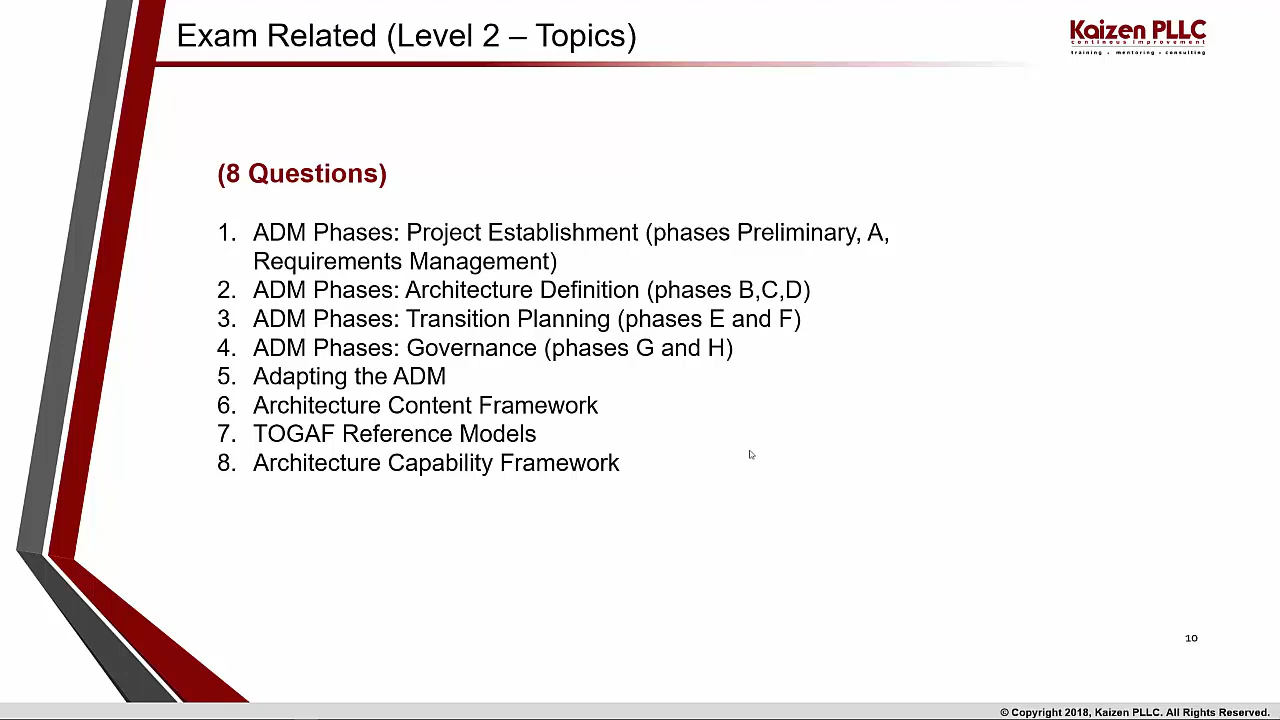 Exam Related (Level 2 – Topics)
Kaizen PLLC
continous improvement
training • mentoring • consulting
(8 Questions)
1. ADM Phases: Project Establishment (phases Preliminary, A,
Requirements Management)
2. ADM Phases: Architecture Definition (phases B,C,D)
3. ADM Phases: Transition Planning (phases E and F)
4. ADM Phases: Governance (phases G and H)
5. Adapting the ADM
6. Architecture Content Framework
7. TOGAF Reference Models
8. Architecture Capability Framework
10
© Copyright 2018, Kaizen PLLC. All Rights Reserved.